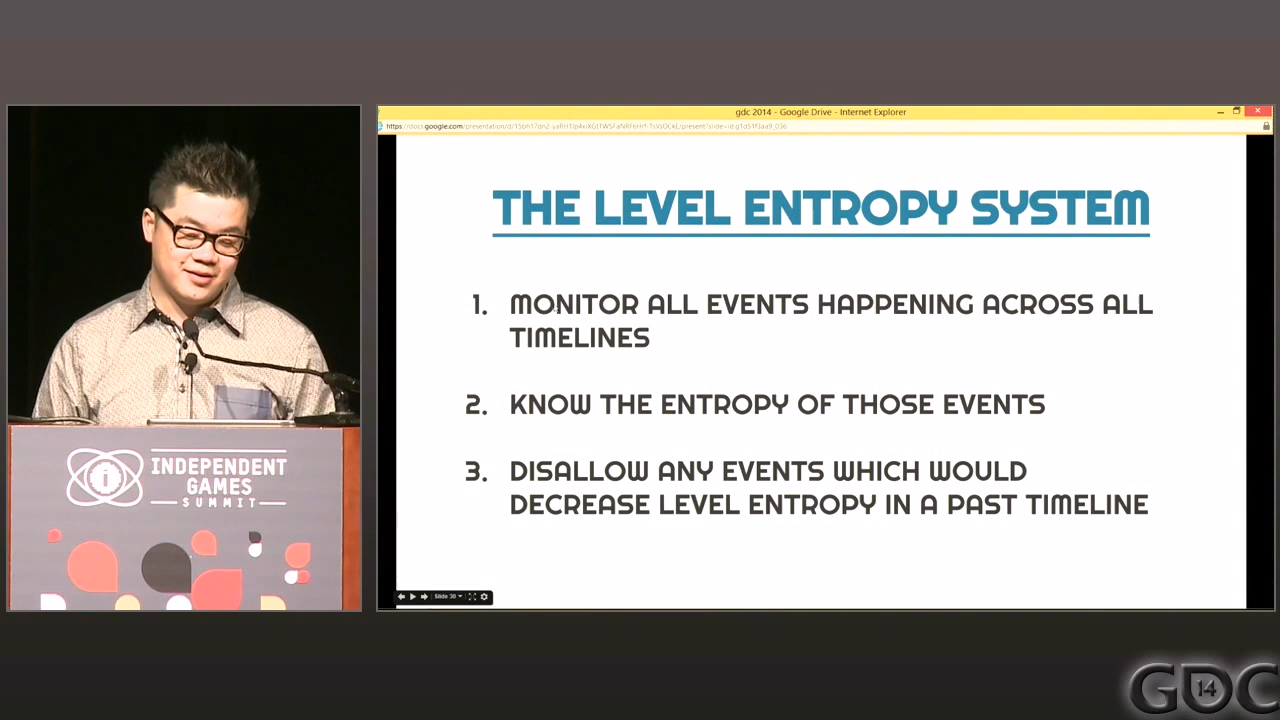 gdc 2014 - Google Drive - Internet Explorer
THE LEVEL ENTROPY SYSTEM
1. MONITOR ALL EVENTS HAPPENING ACROSS ALL
TIMELINES
2. KNOW THE ENTROPY OF THOSE EVENTS
3. DISALLOW ANY EVENTS WHICH WOULD
DECREASE LEVEL ENTROPY IN A PAST TIMELINE
Slide 30
INDEPENDENT
GAMES
SUMMIT
GDC
14